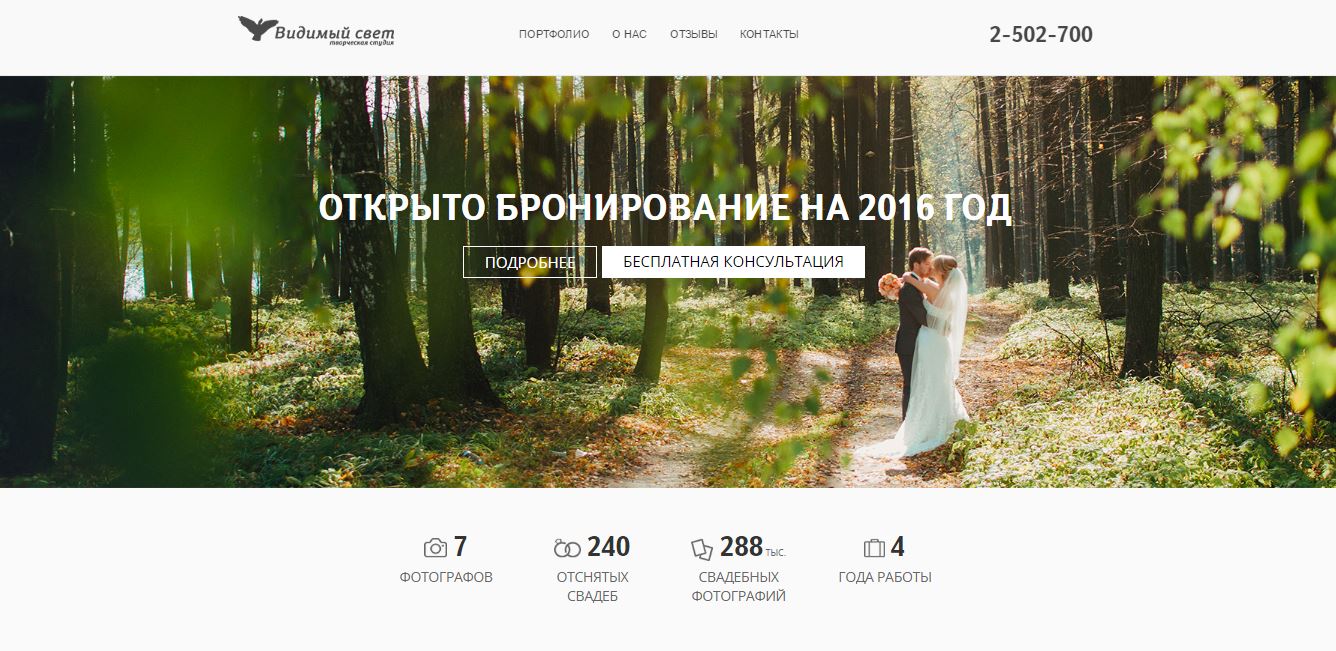 Видимый свет
творческая студия
ПОРТФОЛИО О НАС ОТЗЫВЫ КОНТАКТЫ
2-502-700
ОТКРЫТО БРОНИРОВАНИЕ НА 2016 ГОД
ПОДРОБНЕЕ БЕСПЛАТНАЯ КОНСУЛЬТАЦИЯ
7
ФОТОГРАФОВ
240
ОТСНЯТЫХ
СВАДЕБ
288 тыс.
СВАДЕБНЫХ
ФОТОГРАФИЙ
4
ГОДА РАБОТЫ